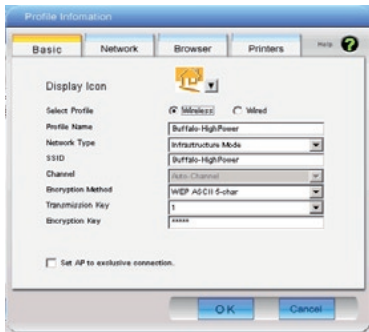 Profile Infomation
Basic Network Browser Printers Help ?
Display Icon
Select Profile Wireless Wired
Profile Name Buffalo-HighPower
Network Type Infrastructure Mode
SSID Buffalo-HighPower
Channel Auto Channel
Encryption Method WEP ASCII 5-char
Transmission Key 1
Encryption Key *****
Set AP to exclusive connection.
OK Cancel